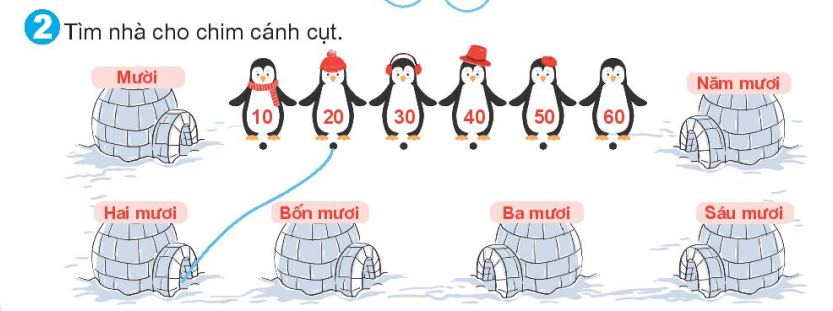 2 Tìm nhà cho chim cánh cụt.
Mười
10 20 30 40 50 60
Năm mươi
Hai mươi
Bốn mươi
Ba mươi
Sáu mươi